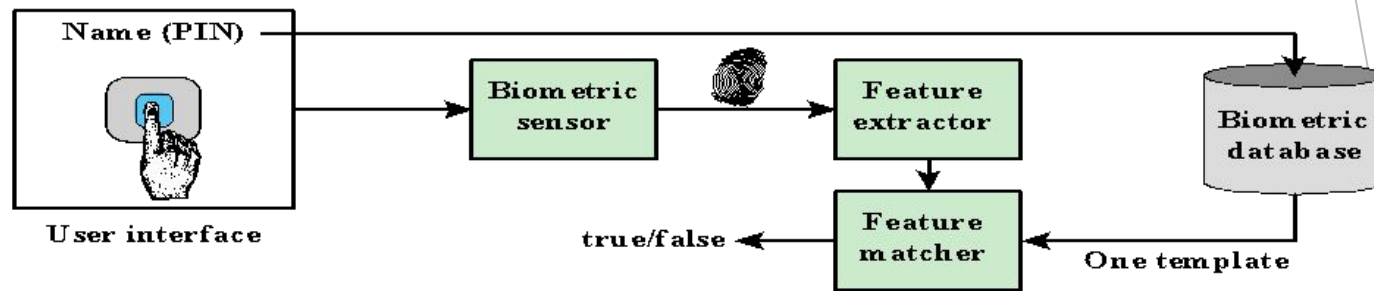 Name (PIN)
Biometric
sensor
Feature
extractor
Biometric
database
User interface
true/false
Feature
matcher
One template